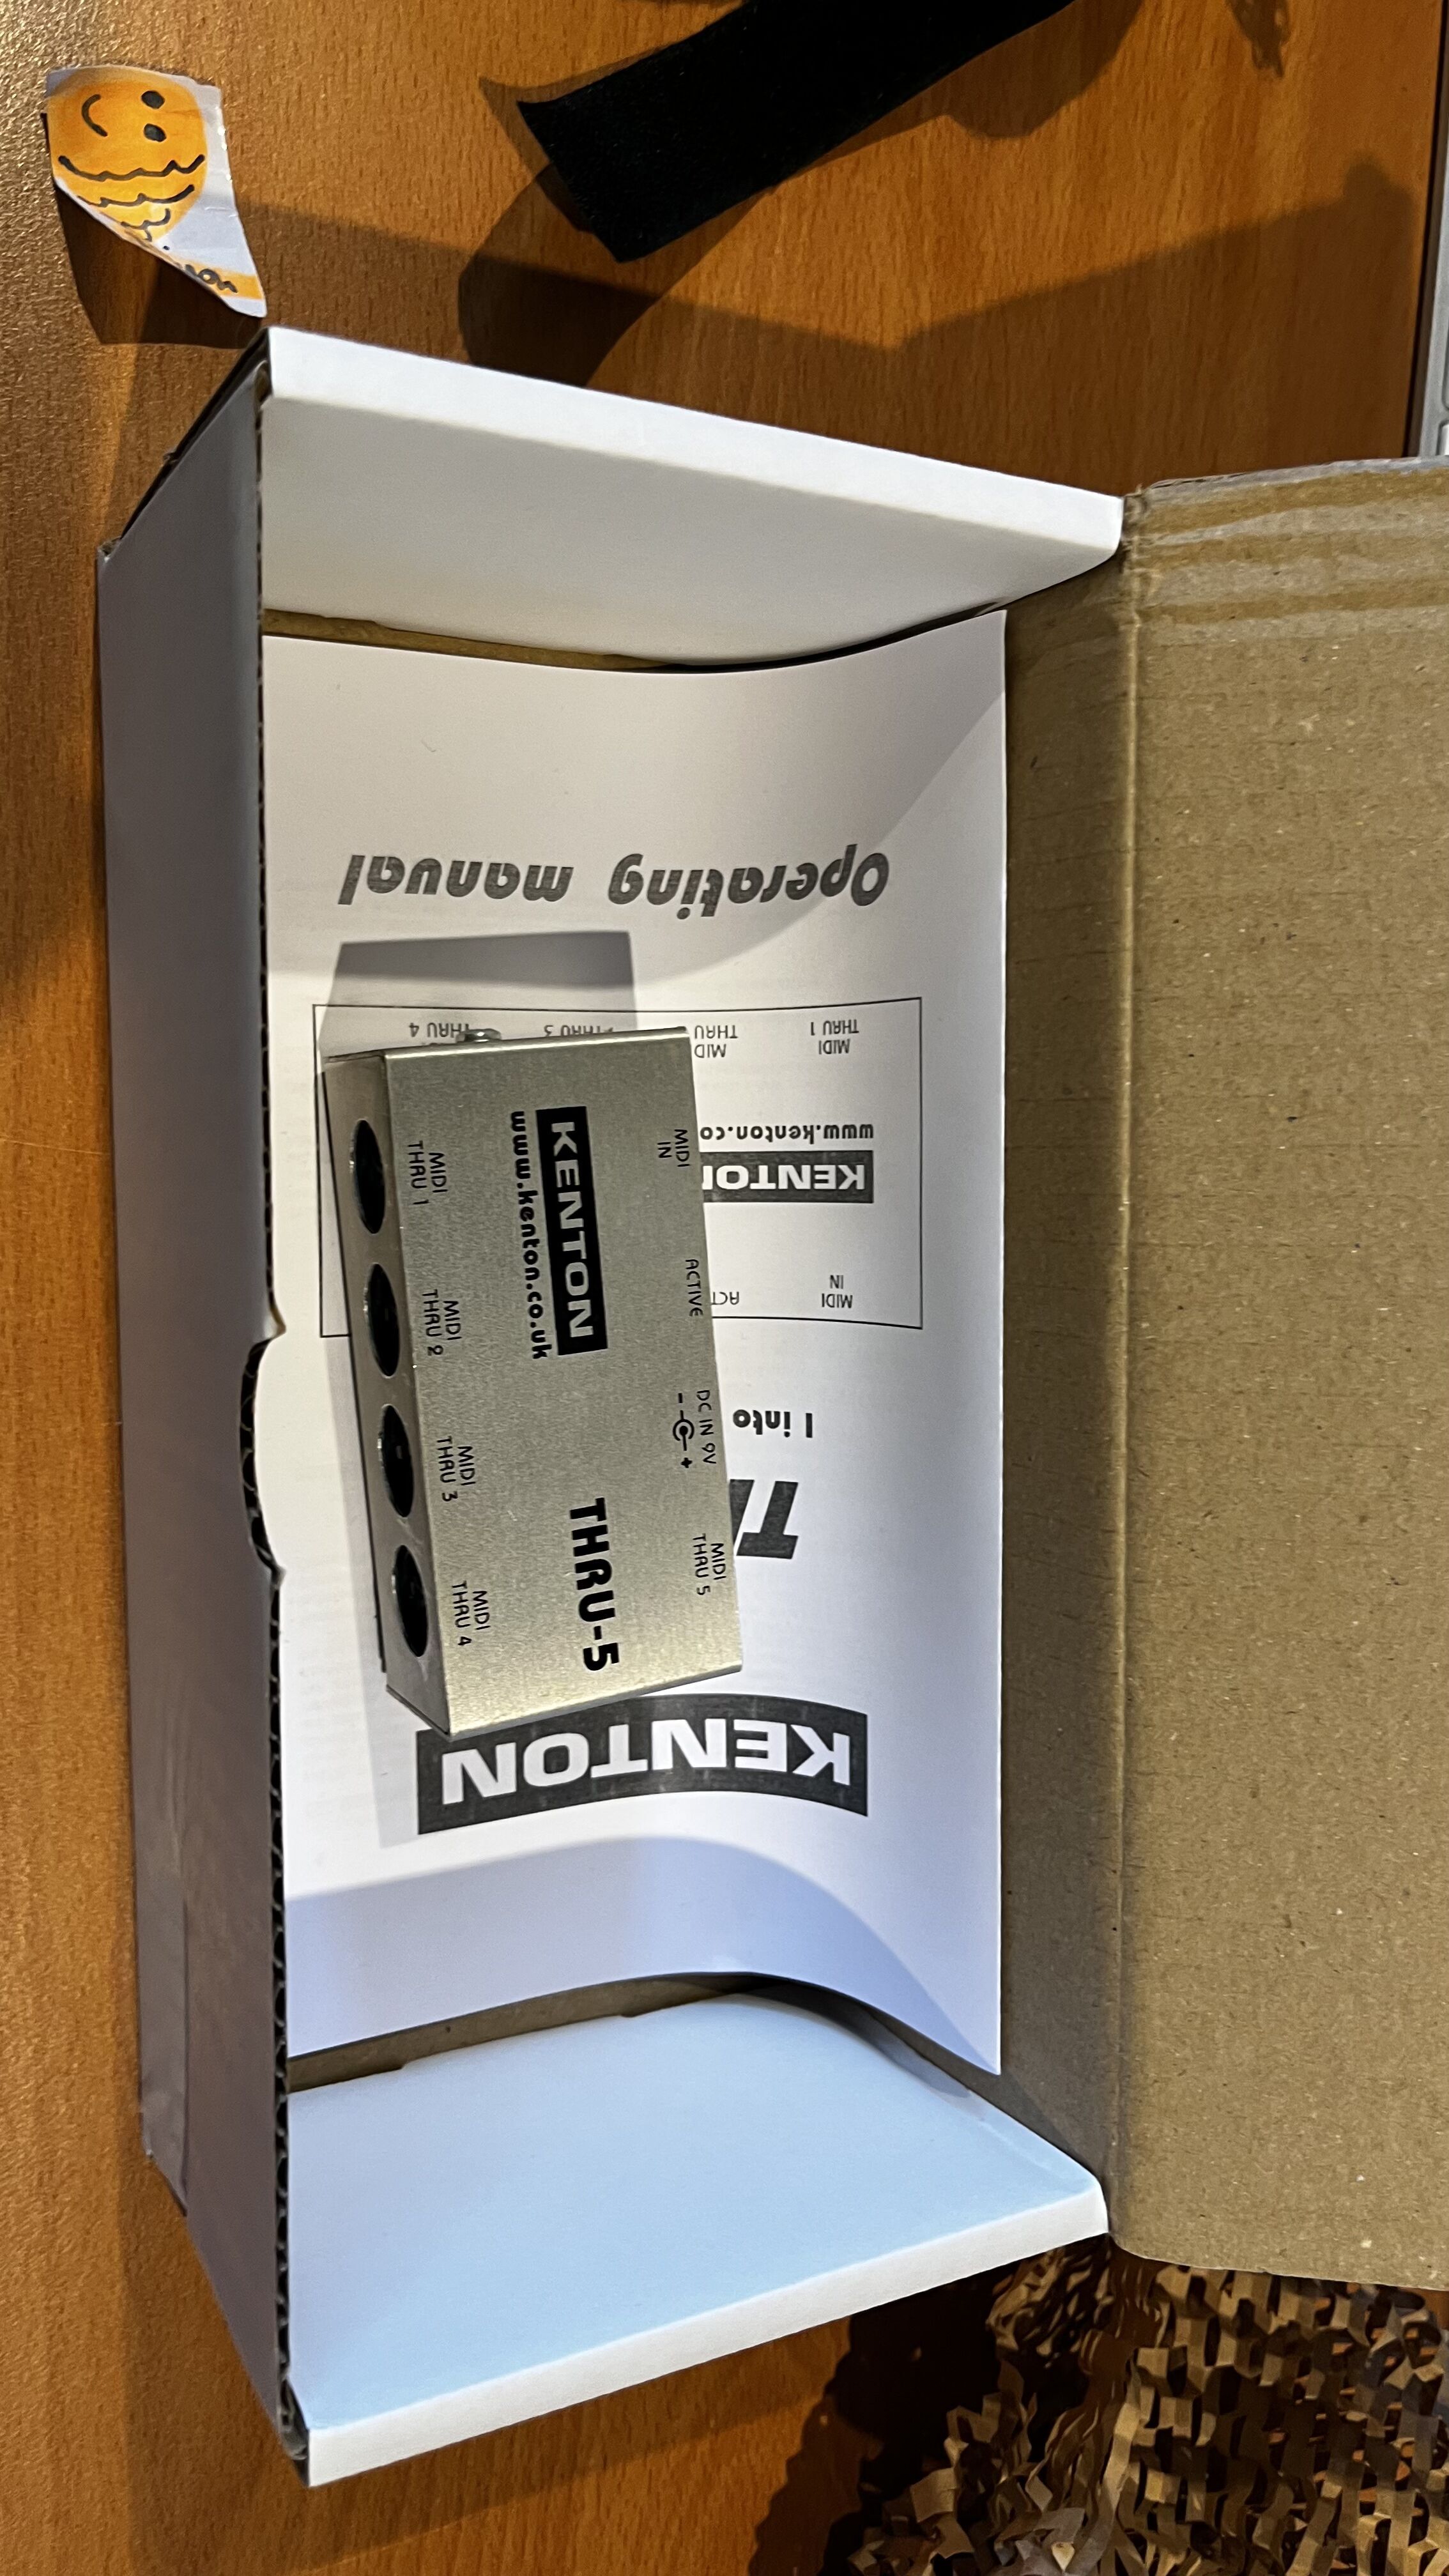 KENTON
www.kenton.co.uk
THRU-5
MIDI
IN
ACTIVE
DC IN 9V
- +
MIDI
THRU 5
MIDI
THRU 1
MIDI
THRU 2
MIDI
THRU 3
MIDI
THRU 4
KENTON
1 into
MIDI
IN
KENTON
www.kenton.co
MIDI
THRU 1
MIDI
THRU
THRU 3
THRU 4
Operating manual